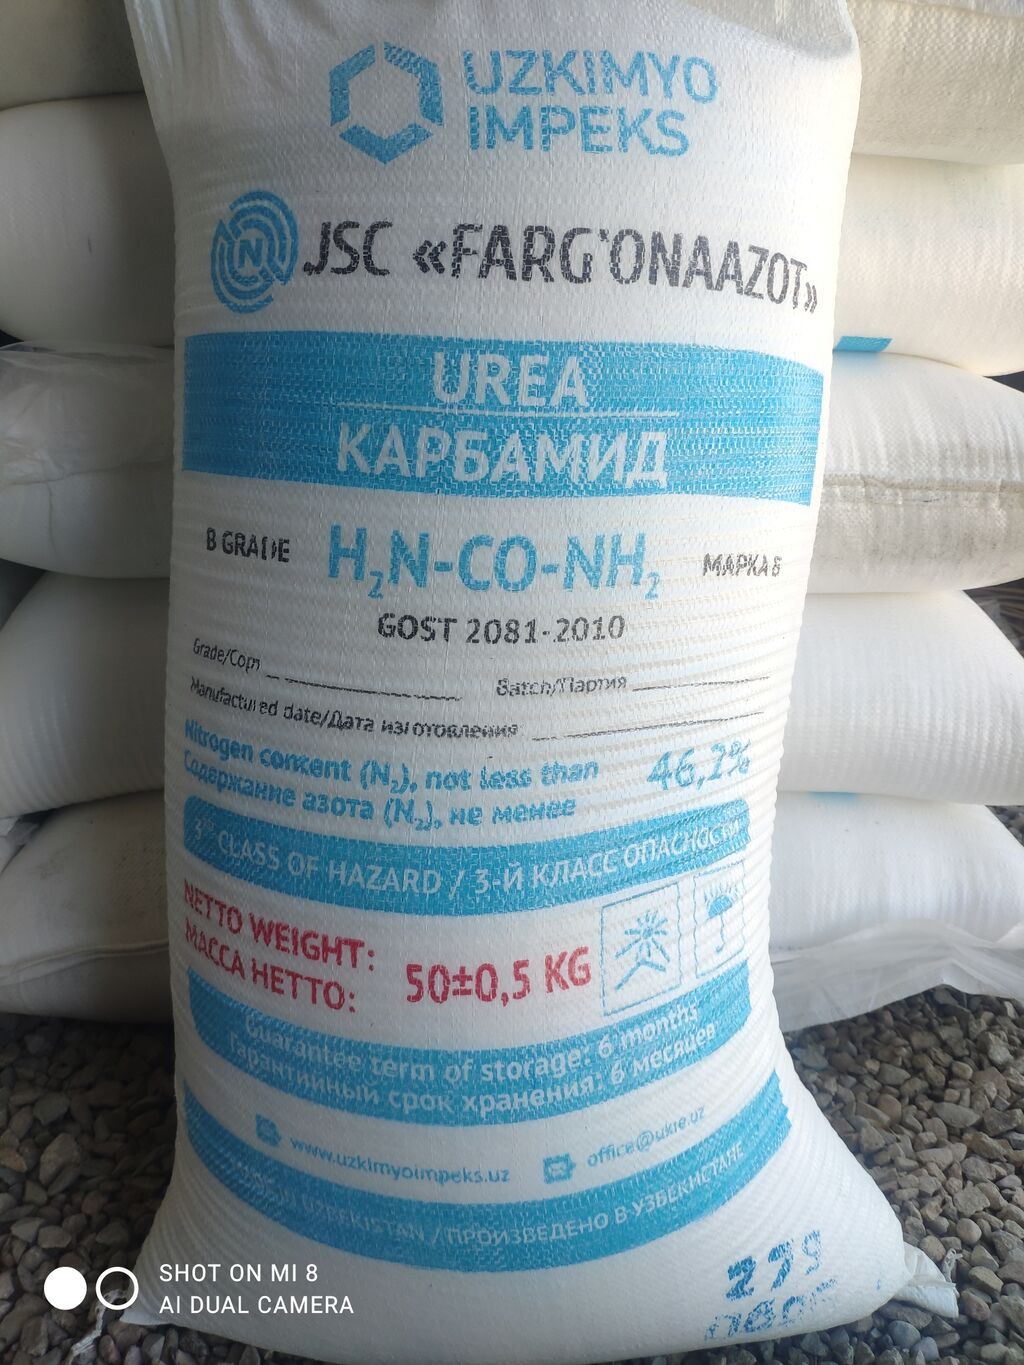 UZKIMYO
IMPEKS
JSC «FARG'ONAAZOT»
UREA
КАРБАМИД
B GRADE
H₂N-CO-NH₂
МАРКА Б
GOST 2081-2010
Grade/Сорт
Batch/Партия
Manufactured date/Дата изготовления
Nitrogen content (N₂), not less than
46,2%
Содержание азота (N₂), не менее
3RD CLASS OF HAZARD / 3-Й КЛАСС ОПАСНОСТИ
NETTO WEIGHT:
МАССА НЕТТО:
50±0,5 KG
Guarantee term of storage: 6 months
Гарантийный срок хранения: 6 месяцев
www.uzkimyoimpeks.uz
office@ukie.uz
MADE IN UZBEKISTAN / ПРОИЗВЕДЕНО В УЗБЕКИСТАНЕ
SHOT ON MI 8
AI DUAL CAMERA